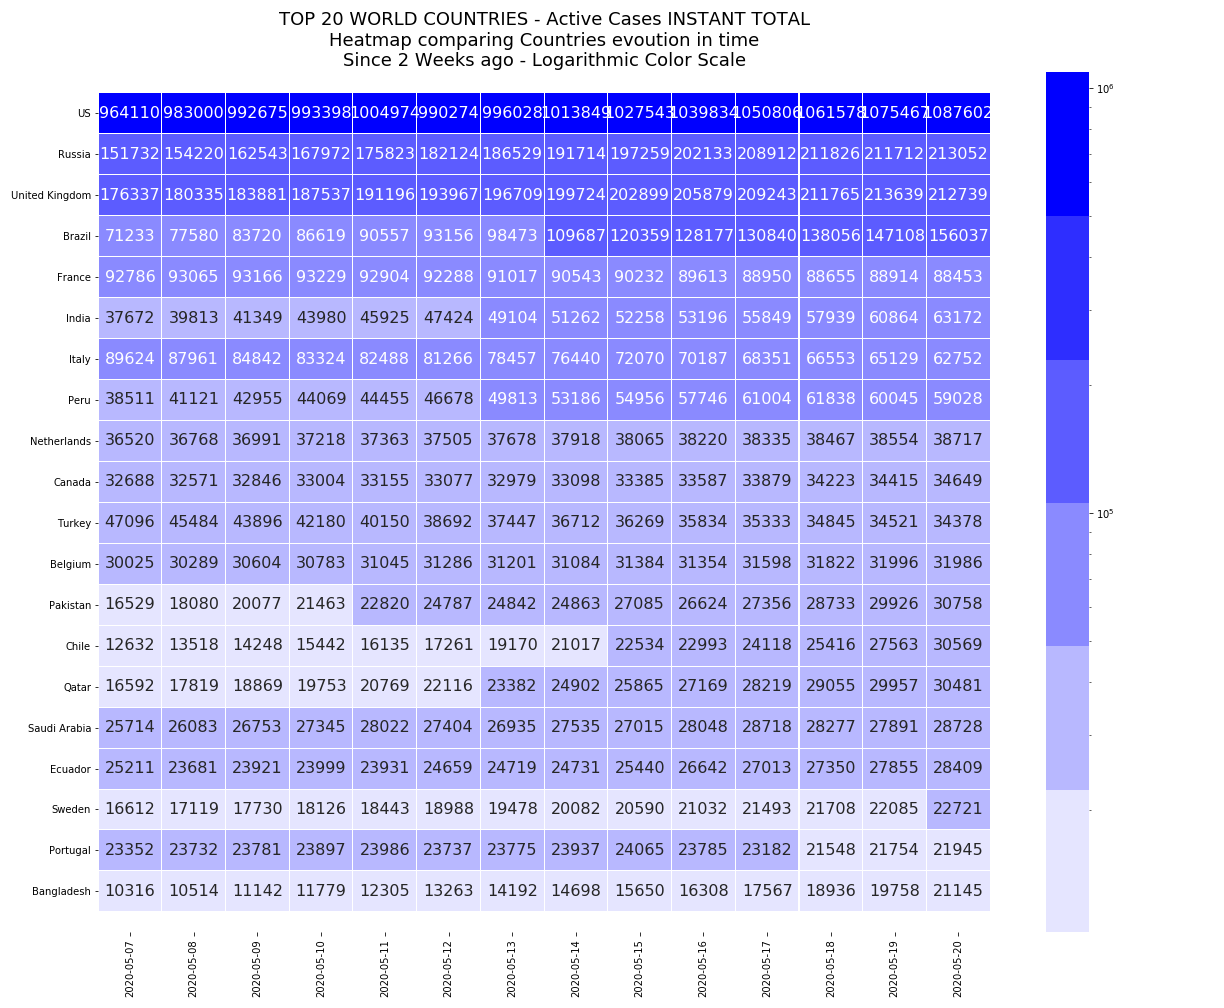 TOP 20 WORLD COUNTRIES - Active Cases INSTANT TOTAL
Heatmap comparing Countries evoution in time
Since 2 Weeks ago - Logarithmic Color Scale
US 964110 983000 992675 993398 1004974 990274 996028 1013849 1027543 1039834 1050806 1061578 1075467 1087602
Russia 151732 154220 162543 167972 175823 182124 186529 191714 197259 202133 208912 211826 211712 213052
United Kingdom 176337 180335 183881 187537 191196 193967 196709 199724 202899 205879 209243 211765 213639 212739
Brazil 71233 77580 83720 86619 90557 93156 98473 109687 120359 128177 130840 138056 147108 156037
France 92786 93065 93166 93229 92904 92288 91017 90543 90232 89613 88950 88655 88914 88453
India 37672 39813 41349 43980 45925 47424 49104 51262 52258 53196 55849 57939 60864 63172
Italy 89624 87961 84842 83324 82488 81266 78457 76440 72070 70187 68351 66553 65129 62752
Peru 38511 41121 42955 44069 44455 46678 49813 53186 54956 57746 61004 61838 60045 59028
Netherlands 36520 36768 36991 37218 37363 37505 37678 37918 38065 38220 38335 38467 38554 38717
Canada 32688 32571 32846 33004 33155 33077 32979 33098 33385 33587 33879 34223 34415 34649
Turkey 47096 45484 43896 42180 40150 38692 37447 36712 36269 35834 35333 34845 34521 34378
Belgium 30025 30289 30604 30783 31045 31286 31201 31084 31384 31354 31598 31822 31996 31986
Pakistan 16529 18080 20077 21463 22820 24787 24842 24863 27085 26624 27356 28733 29926 30758
Chile 12632 13518 14248 15442 16135 17261 19170 21017 22534 22993 24118 25416 27563 30569
Qatar 16592 17819 18869 19753 20769 22116 23382 24902 25865 27169 28219 29055 29957 30481
Saudi Arabia 25714 26083 26753 27345 28022 27404 26935 27535 27015 28048 28718 28277 27891 28728
Ecuador 25211 23681 23921 23999 23931 24659 24719 24731 25440 26642 27013 27350 27855 28409
Sweden 16612 17119 17730 18126 18443 18988 19478 20082 20590 21032 21493 21708 22085 22721
Portugal 23352 23732 23781 23897 23986 23737 23775 23937 24065 23785 23182 21548 21754 21945
Bangladesh 10316 10514 11142 11779 12305 13263 14192 14698 15650 16308 17567 18936 19758 21145
2020-05-07 2020-05-08 2020-05-09 2020-05-10 2020-05-11 2020-05-12 2020-05-13 2020-05-14 2020-05-15 2020-05-16 2020-05-17 2020-05-18 2020-05-19 2020-05-20
10⁶
10⁵